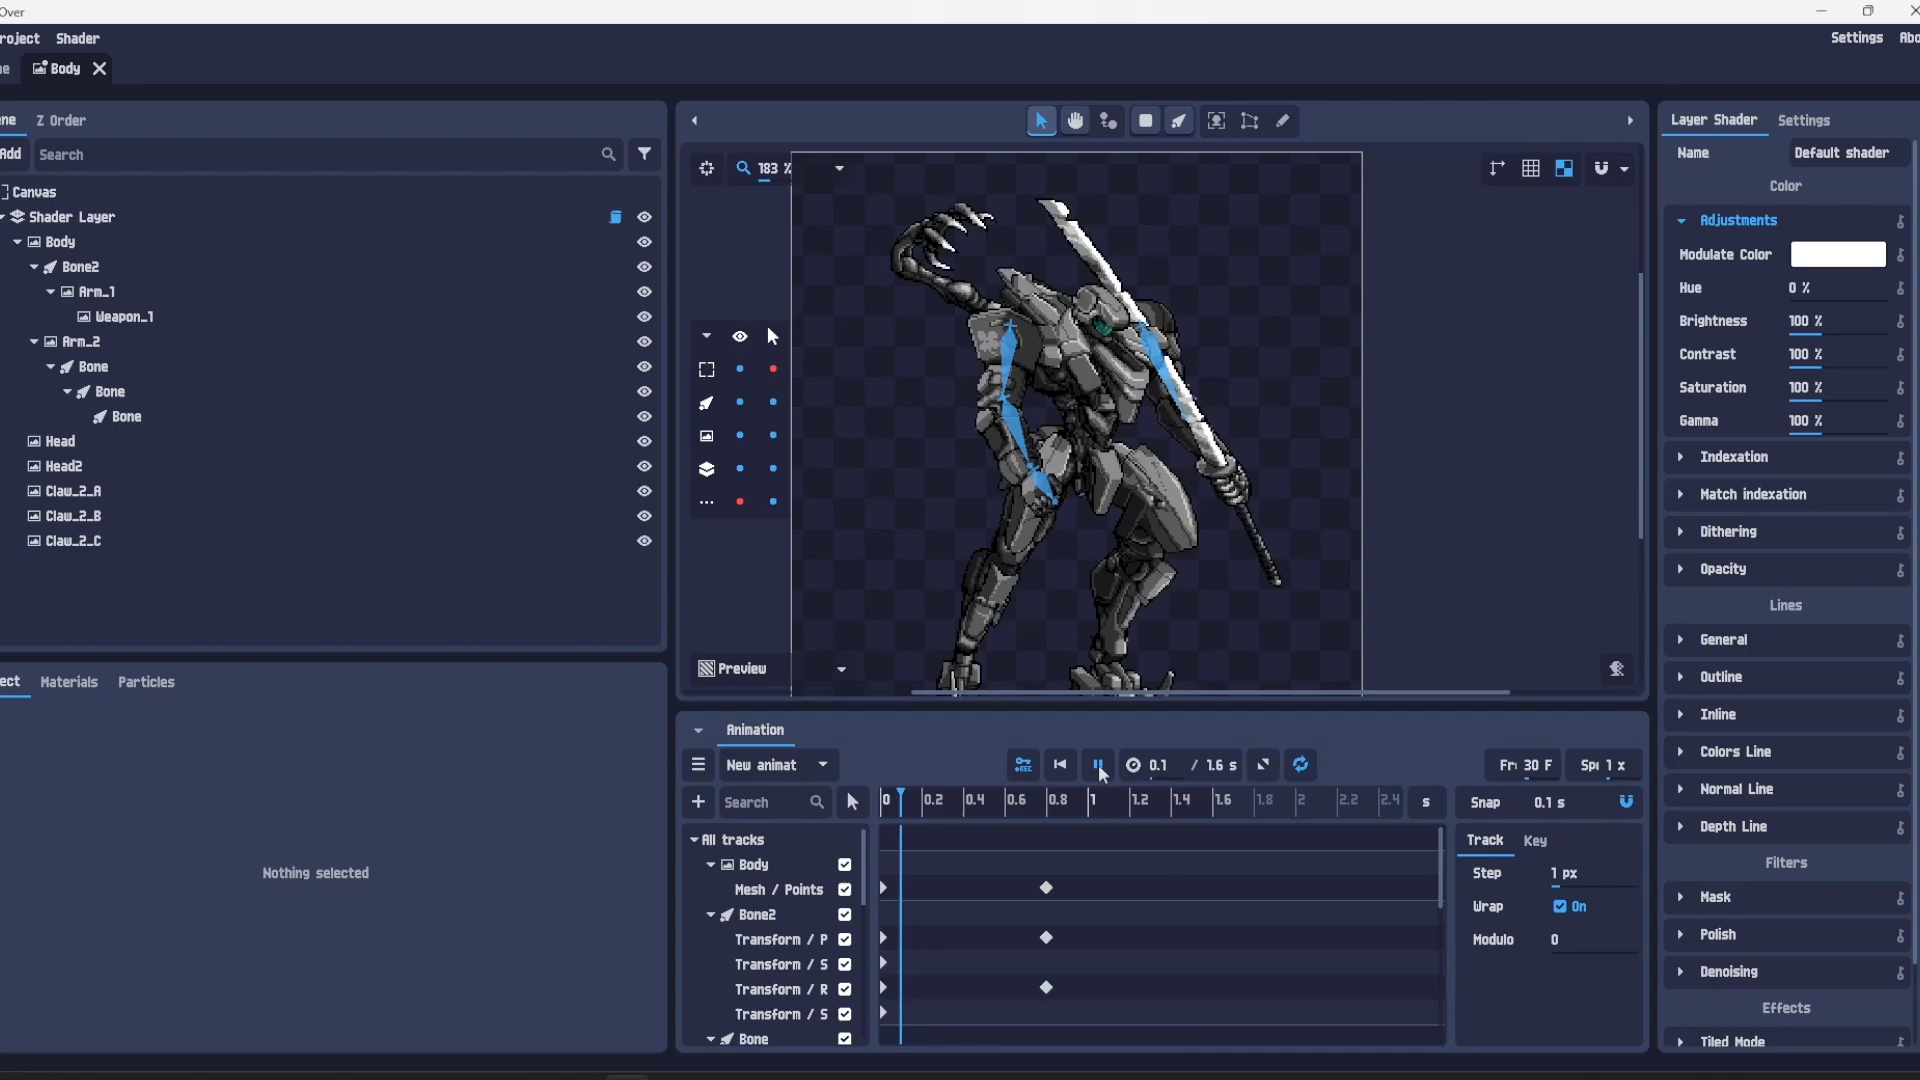 Over
roject Shader
Settings Abo
ne Body
ene Z Order
Add Search
Canvas
Shader Layer
Body
Bone2
Arm_1
Weapon_1
Arm_2
Bone
Bone
Bone
Head
Head2
Claw_2_A
Claw_2_B
Claw_2_C
ect Materials Particles
Nothing selected
183 %
Preview
Animation
New animat
0.1 / 1.6 s
Fr: 30 F
Spe 1 x
Search
0 0.2 0.4 0.6 0.8 1 1.2 1.4 1.6 1.8 2 2.2 2.4 s
Snap 0.1 s
All tracks
Body
Mesh / Points
Bone2
Transform / P
Transform / S
Transform / R
Transform / S
Bone
Track Key
Step 1 px
Wrap On
Modulo 0
Layer Shader Settings
Name Default shader
Color
Adjustments
Modulate Color
Hue 0 %
Brightness 100 %
Contrast 100 %
Saturation 100 %
Gamma 100 %
Indexation
Match indexation
Dithering
Opacity
Lines
General
Outline
Inline
Colors Line
Normal Line
Depth Line
Filters
Mask
Polish
Denoising
Effects
Tiled Mode